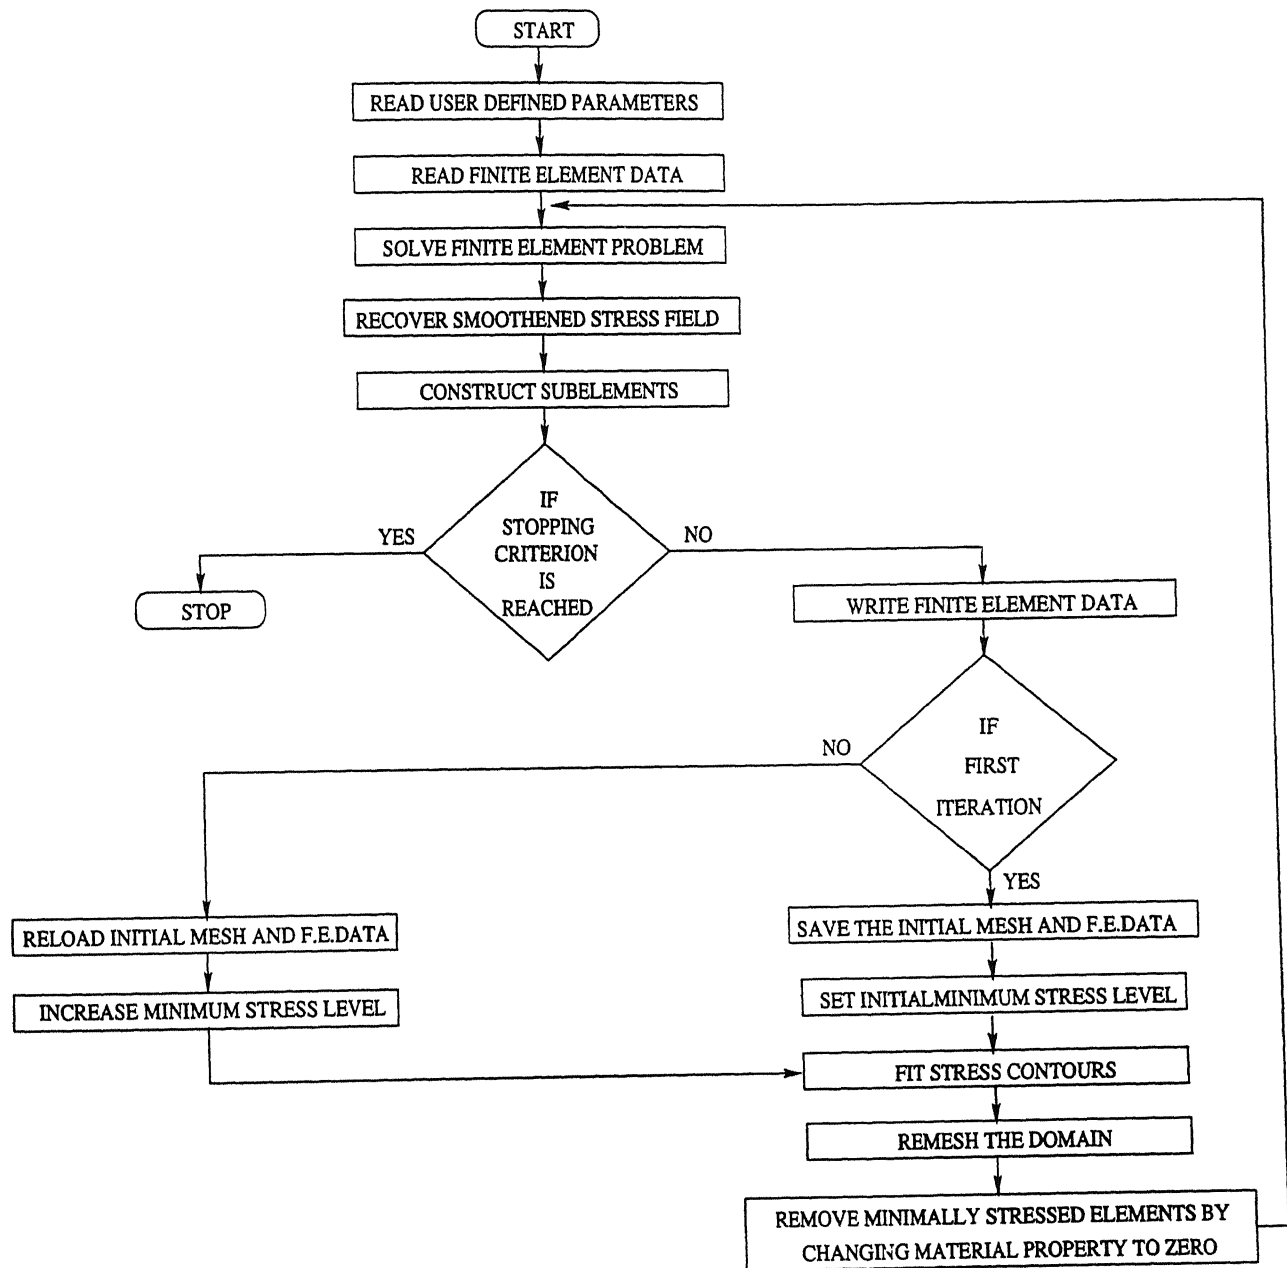 START
READ USER DEFINED PARAMETERS
READ FINITE ELEMENT DATA
SOLVE FINITE ELEMENT PROBLEM
RECOVER SMOOTHENED STRESS FIELD
CONSTRUCT SUBELEMENTS
IF
STOPPING
CRITERION
IS
REACHED
YES
NO
STOP
WRITE FINITE ELEMENT DATA
IF
FIRST
ITERATION
NO
YES
RELOAD INITIAL MESH AND F.E.DATA
INCREASE MINIMUM STRESS LEVEL
SAVE THE INITIAL MESH AND F.E.DATA
SET INITIALMINIMUM STRESS LEVEL
FIT STRESS CONTOURS
REMESH THE DOMAIN
REMOVE MINIMALLY STRESSED ELEMENTS BY
CHANGING MATERIAL PROPERTY TO ZERO